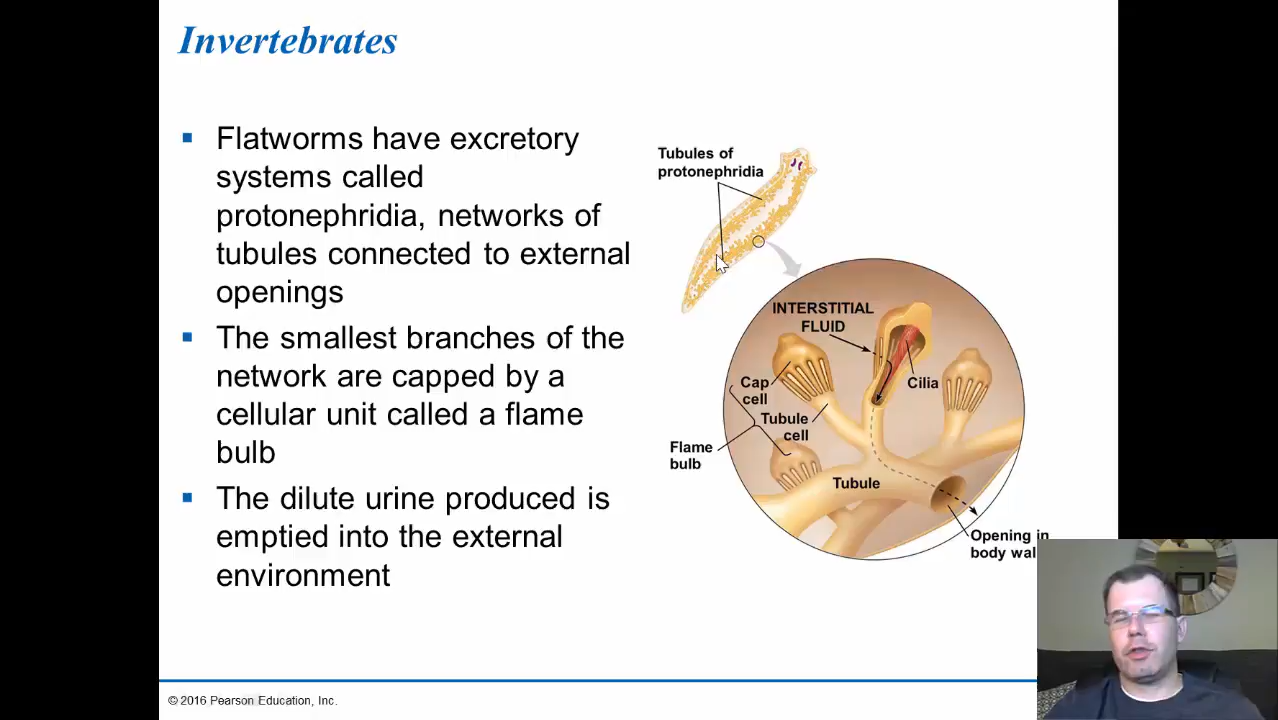 Invertebrates
▪ Flatworms have excretory
systems called
protonephridia, networks of
tubules connected to external
openings
▪ The smallest branches of the
network are capped by a
cellular unit called a flame
bulb
▪ The dilute urine produced is
emptied into the external
environment
Tubules of
protonephridia
INTERSTITIAL
FLUID
Cap
cell
Cilia
Tubule
cell
Flame
bulb
Tubule
Opening in
body wal
© 2016 Pearson Education, Inc.